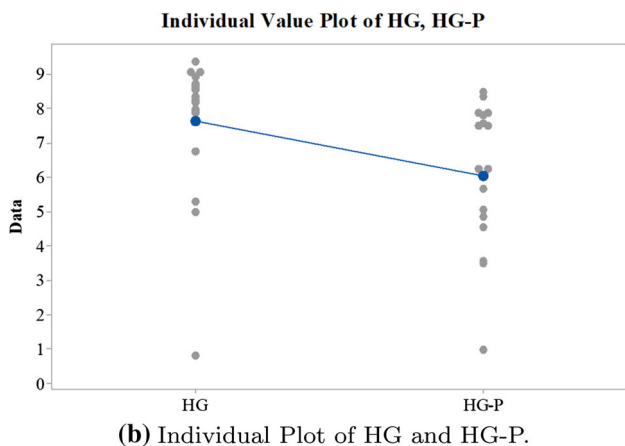 Individual Value Plot of HG, HG-P
9
8
7
6
5
4
3
2
1
0
Data
HG HG-P
(b) Individual Plot of HG and HG-P.